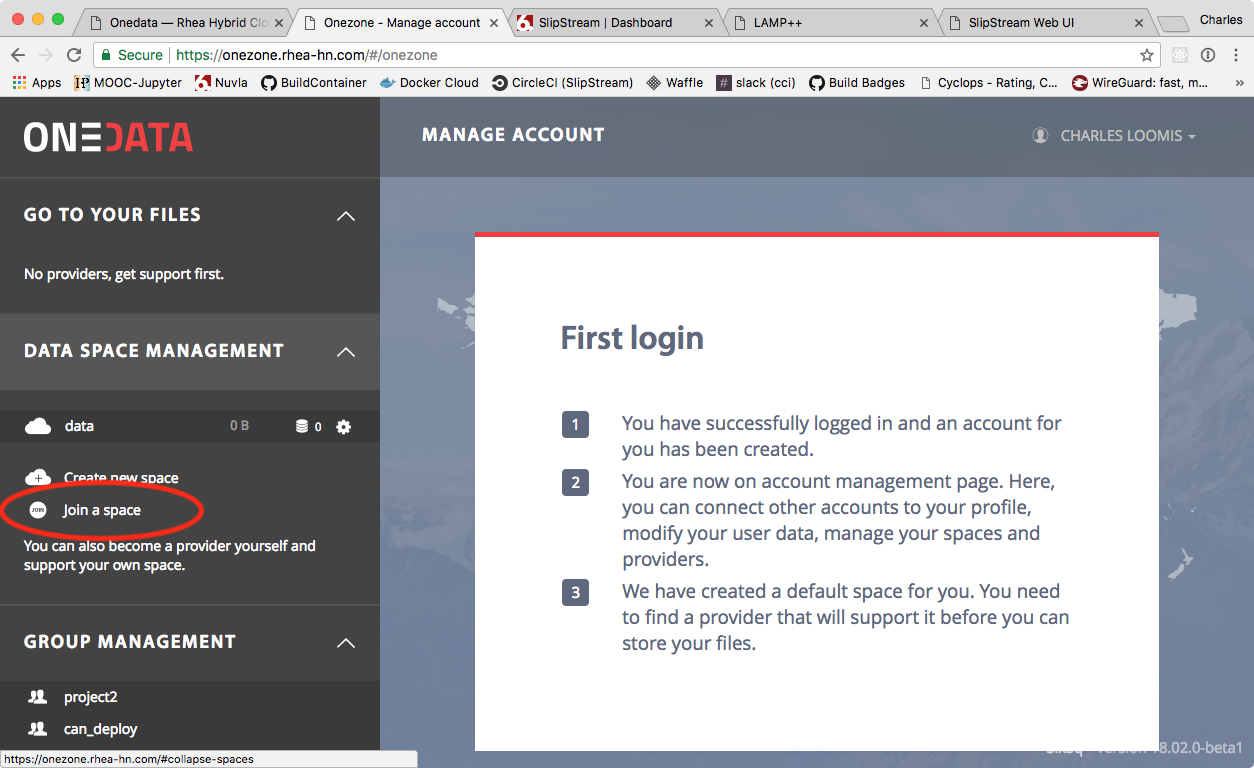 Onedata — Rhea Hybrid Clo
Onezone - Manage account
SlipStream | Dashboard
LAMP++
SlipStream Web UI
Charles
Secure
https://onezone.rhea-hn.com/#/onezone
Apps
MOOC-Jupyter
Nuvla
BuildContainer
Docker Cloud
CircleCI (SlipStream)
Waffle
slack (cci)
Build Badges
Cyclops - Rating, C...
WireGuard: fast, m...
»
ONEDATA
MANAGE ACCOUNT
CHARLES LOOMIS
GO TO YOUR FILES
No providers, get support first.
DATA SPACE MANAGEMENT
data 0 B 0
Create new space
JOIN Join a space
You can also become a provider yourself and
support your own space.
GROUP MANAGEMENT
project2
can_deploy
https://onezone.rhea-hn.com/#collapse-spaces
First login
1 You have successfully logged in and an account for
you has been created.
2 You are now on account management page. Here,
you can connect other accounts to your profile,
modify your user data, manage your spaces and
providers.
3 We have created a default space for you. You need
to find a provider that will support it before you can
store your files.
18.02.0-beta1